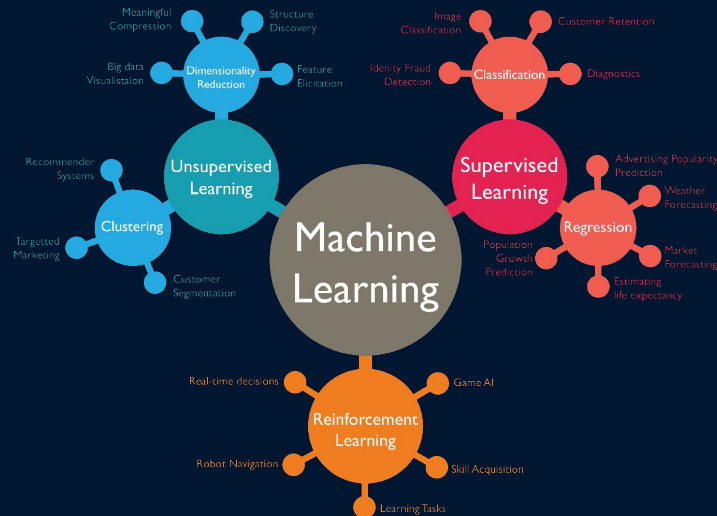 Meaningful
Compression
Structure
Discovery
Big data
Visualistaion
Dimensionality
Reduction
Feature
Elicitation
Unsupervised
Learning
Recommender
Systems
Clustering
Targetted
Marketing
Customer
Segmentation
Machine
Learning
Image
Classification
Customer Retention
Idenity Fraud
Detection
Classification
Diagnostics
Supervised
Learning
Advertising Popularity
Prediction
Weather
Forecasting
Regression
Population
Growth
Prediction
Market
Forecasting
Estimating
life expectancy
Real-time decisions
Game AI
Reinforcement
Learning
Robot Navigation
Skill Acquisition
Learning Tasks